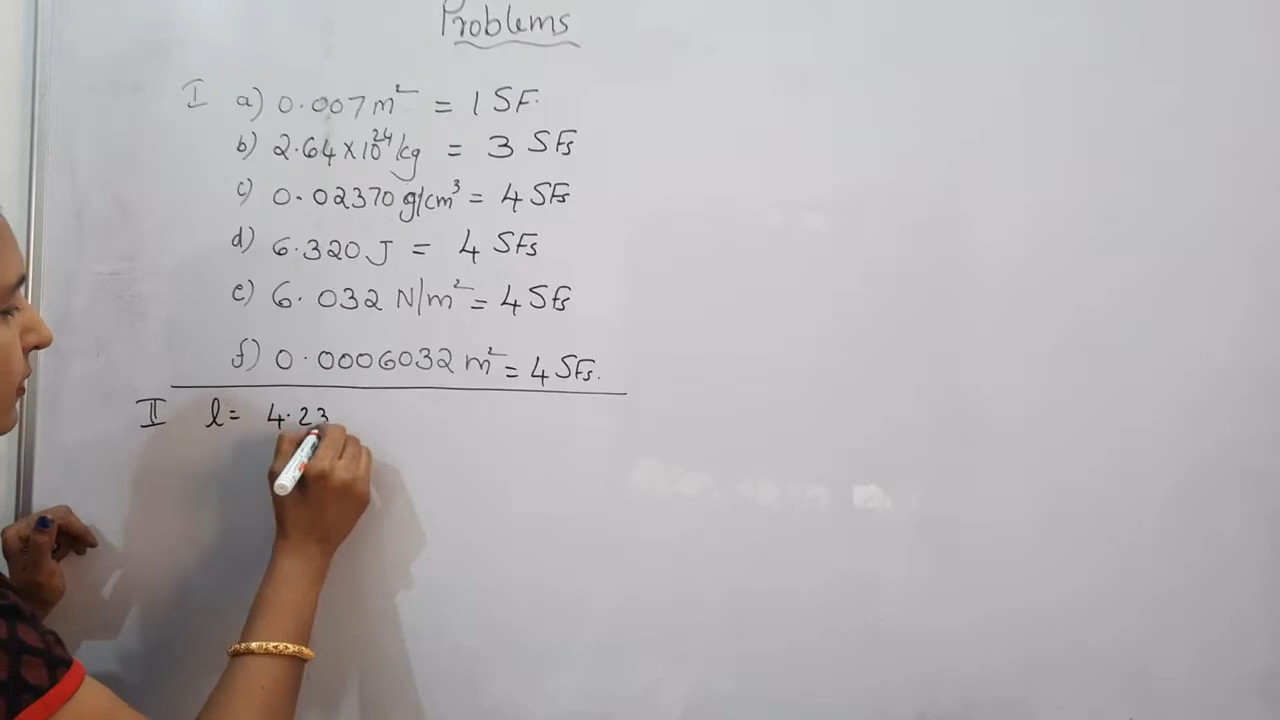 Problems
I a) 0.007 m² = 1 SF.
b) 2.64 × 10²⁴ kg = 3 SFs
c) 0.02370 g/cm³ = 4 SFs
d) 6.320 J = 4 SFs
e) 6.032 N/m² = 4 SFs
f) 0.0006032 m² = 4 SFs.
II l = 4.23